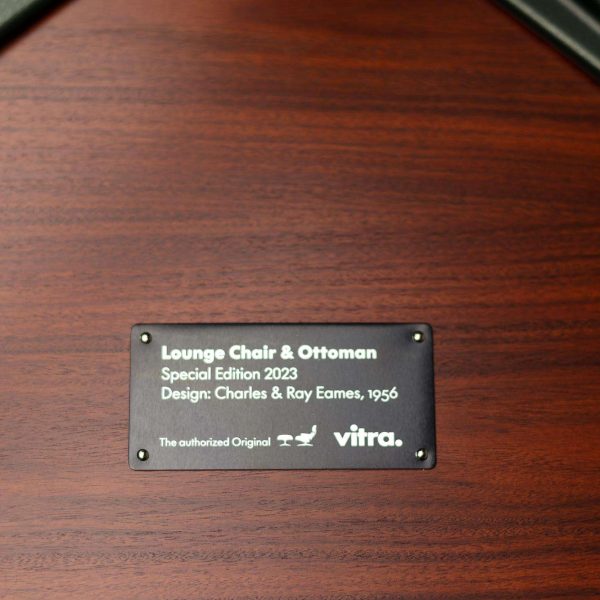 Lounge Chair & Ottoman
Special Edition 2023
Design: Charles & Ray Eames, 1956
The authorized Original vitra.